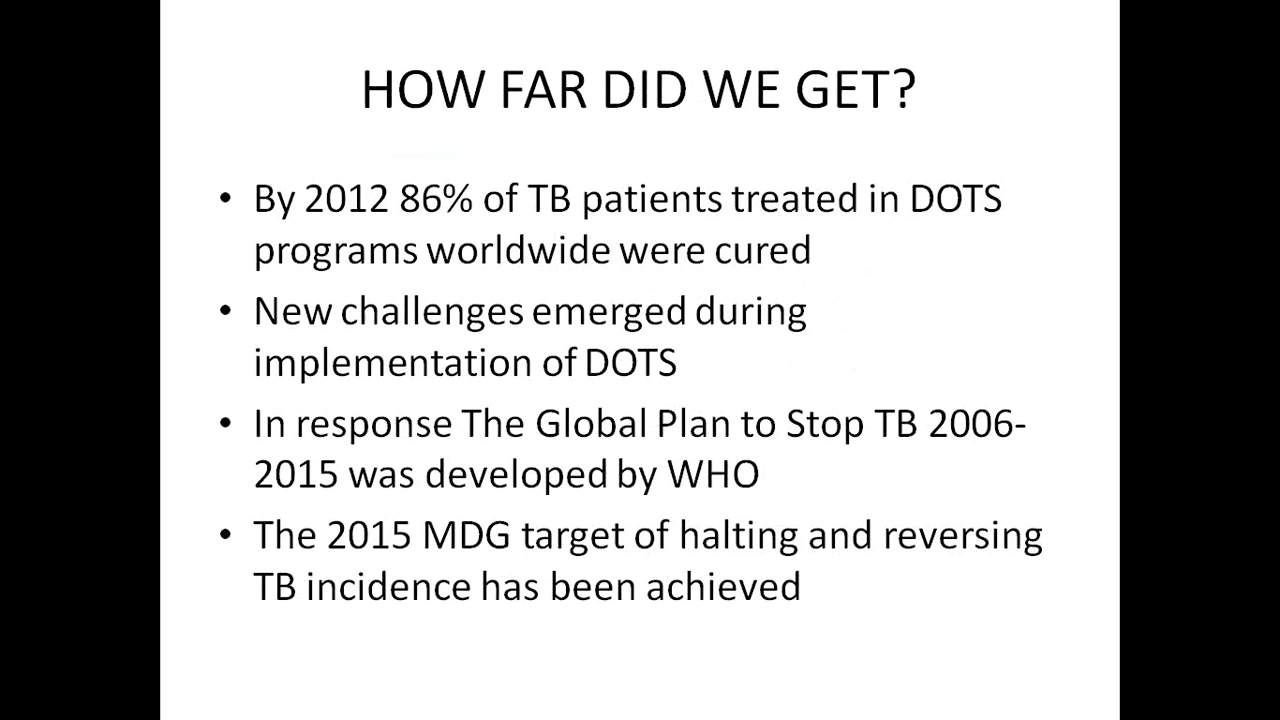 HOW FAR DID WE GET?
• By 2012 86% of TB patients treated in DOTS
programs worldwide were cured
• New challenges emerged during
implementation of DOTS
• In response The Global Plan to Stop TB 2006-
2015 was developed by WHO
• The 2015 MDG target of halting and reversing
TB incidence has been achieved